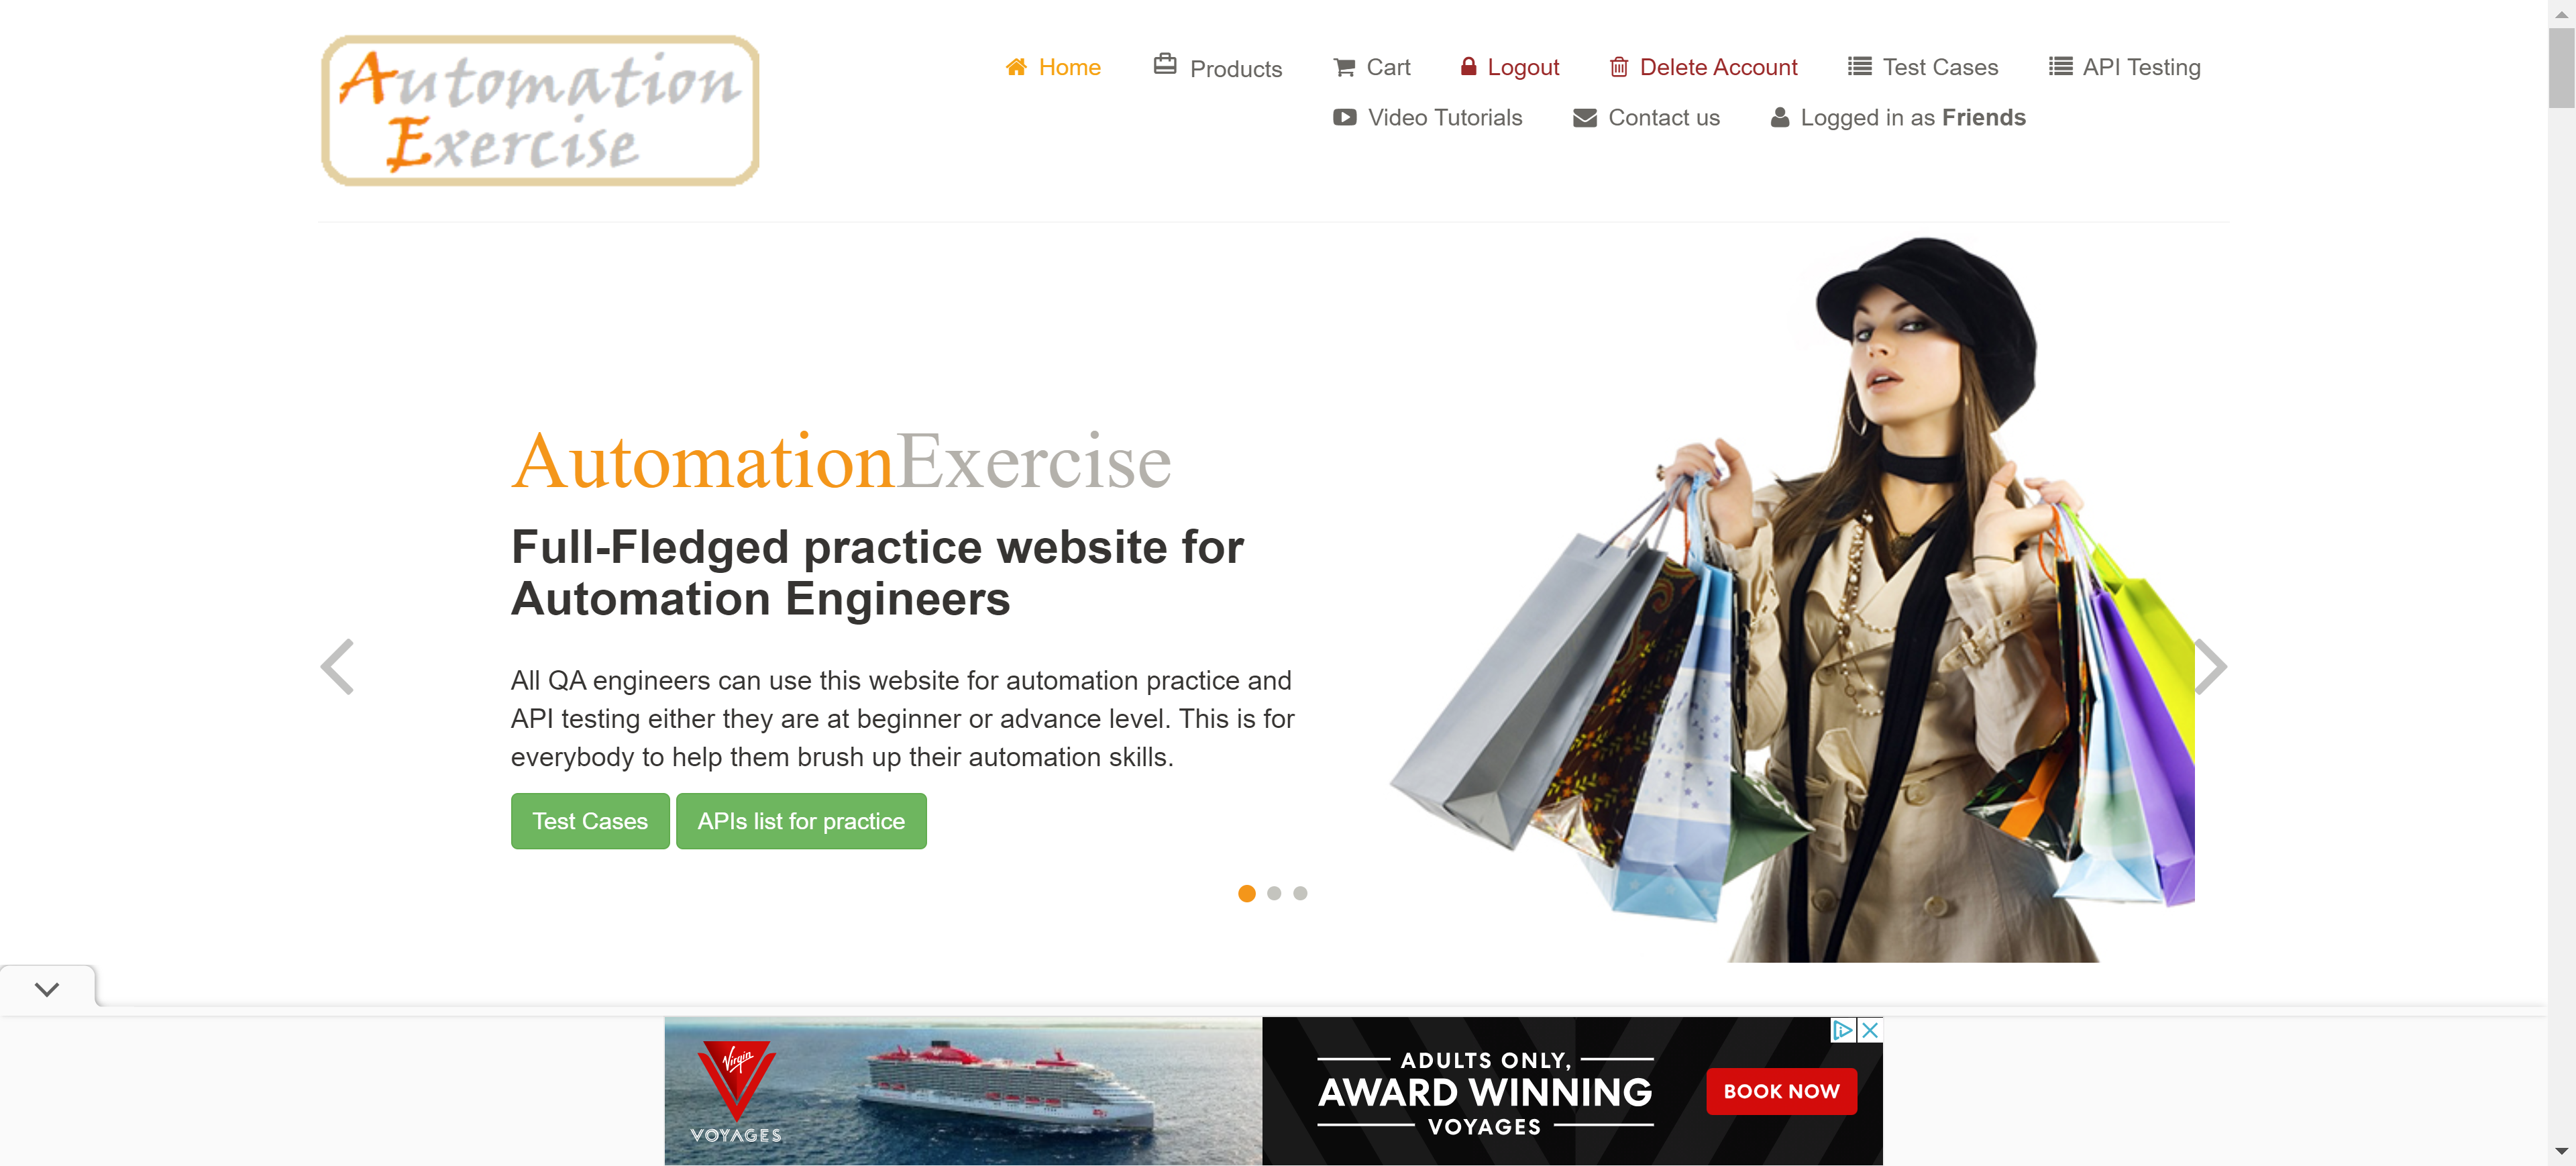 Automation
Exercise
Home Products Cart Logout Delete Account Test Cases API Testing
Video Tutorials Contact us Logged in as Friends
AutomationExercise
Full-Fledged practice website for
Automation Engineers
All QA engineers can use this website for automation practice and
API testing either they are at beginner or advance level. This is for
everybody to help them brush up their automation skills.
Test Cases APIs list for practice
Virgin
VOYAGES
ADULTS ONLY,
AWARD WINNING
VOYAGES
BOOK NOW